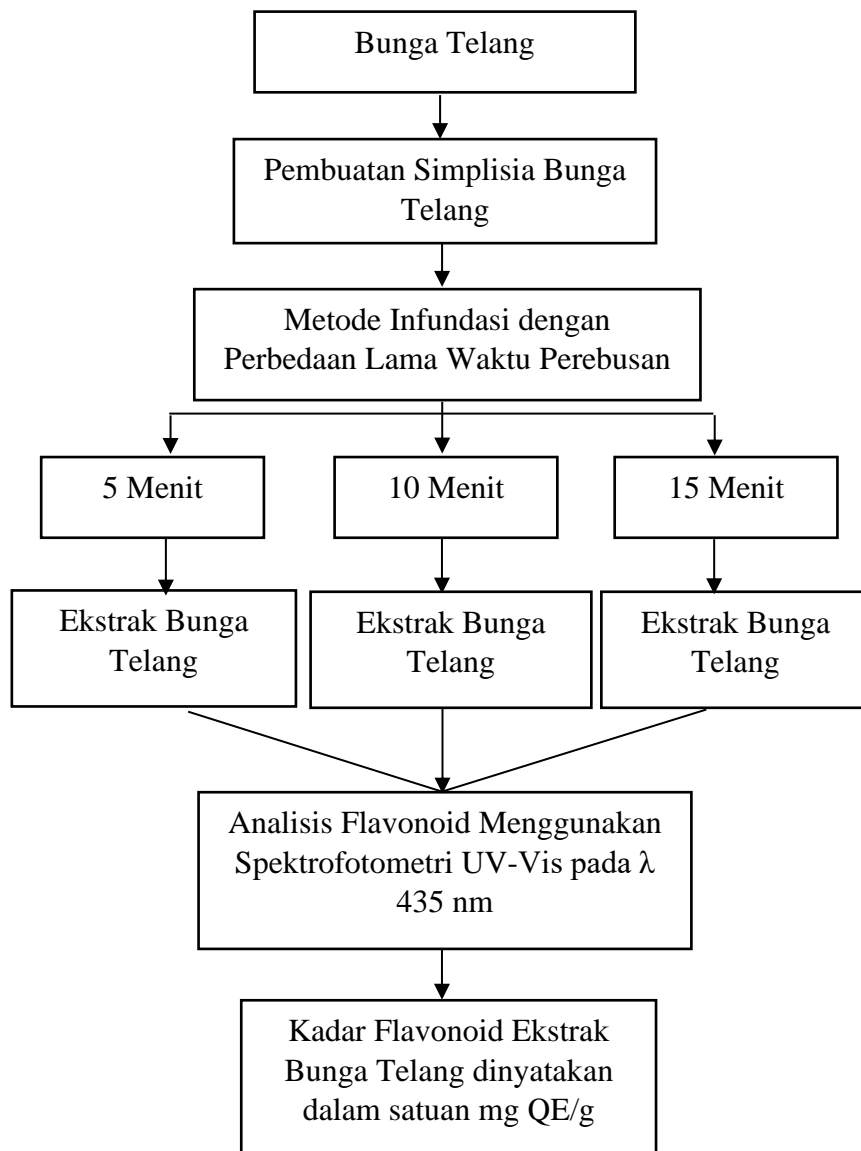 Bunga Telang
Pembuatan Simplisia Bunga
Telang
Metode Infundasi dengan
Perbedaan Lama Waktu Perebusan
5 Menit
10 Menit
15 Menit
Ekstrak Bunga
Telang
Ekstrak Bunga
Telang
Ekstrak Bunga
Telang
Analisis Flavonoid Menggunakan
Spektrofotometri UV-Vis pada λ
435 nm
Kadar Flavonoid Ekstrak
Bunga Telang dinyatakan
dalam satuan mg QE/g